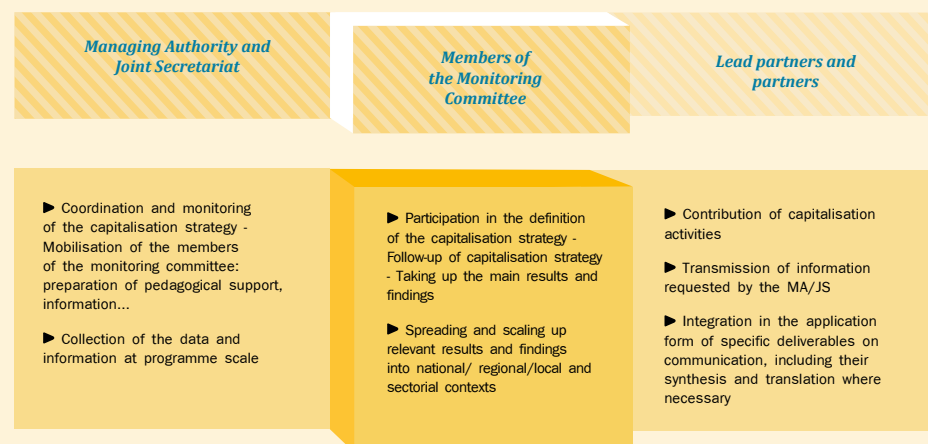 Managing Authority and
Joint Secretariat
Members of
the Monitoring
Committee
Lead partners and
partners
► Coordination and monitoring
of the capitalisation strategy -
Mobilisation of the members
of the monitoring committee:
preparation of pedagogical support,
information...
► Collection of the data and
information at programme scale
► Participation in the definition
of the capitalisation strategy -
Follow-up of capitalisation strategy
- Taking up the main results and
findings
► Spreading and scaling up
relevant results and findings
into national/ regional/local and
sectorial contexts
► Contribution of capitalisation
activities
► Transmission of information
requested by the MA/JS
► Integration in the application
form of specific deliverables on
communication, including their
synthesis and translation where
necessary